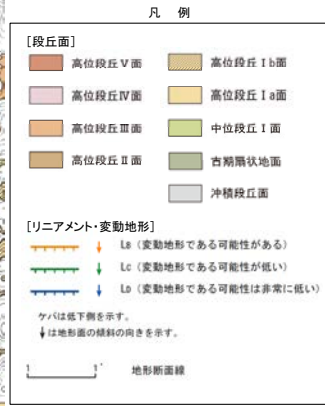 凡 例
[段丘面]
高位段丘Ⅴ面
高位段丘Ⅰb面
高位段丘Ⅳ面
高位段丘Ⅰa面
高位段丘Ⅲ面
中位段丘Ⅰ面
高位段丘Ⅱ面
古期扇状地面
沖積段丘面
[リニアメント・変動地形]
LB (変動地形である可能性がある)
LC (変動地形である可能性が低い)
LD (変動地形である可能性は非常に低い)
ケバは低下側を示す。
↓は地形面の傾斜の向きを示す。
1 1'
地形断面線